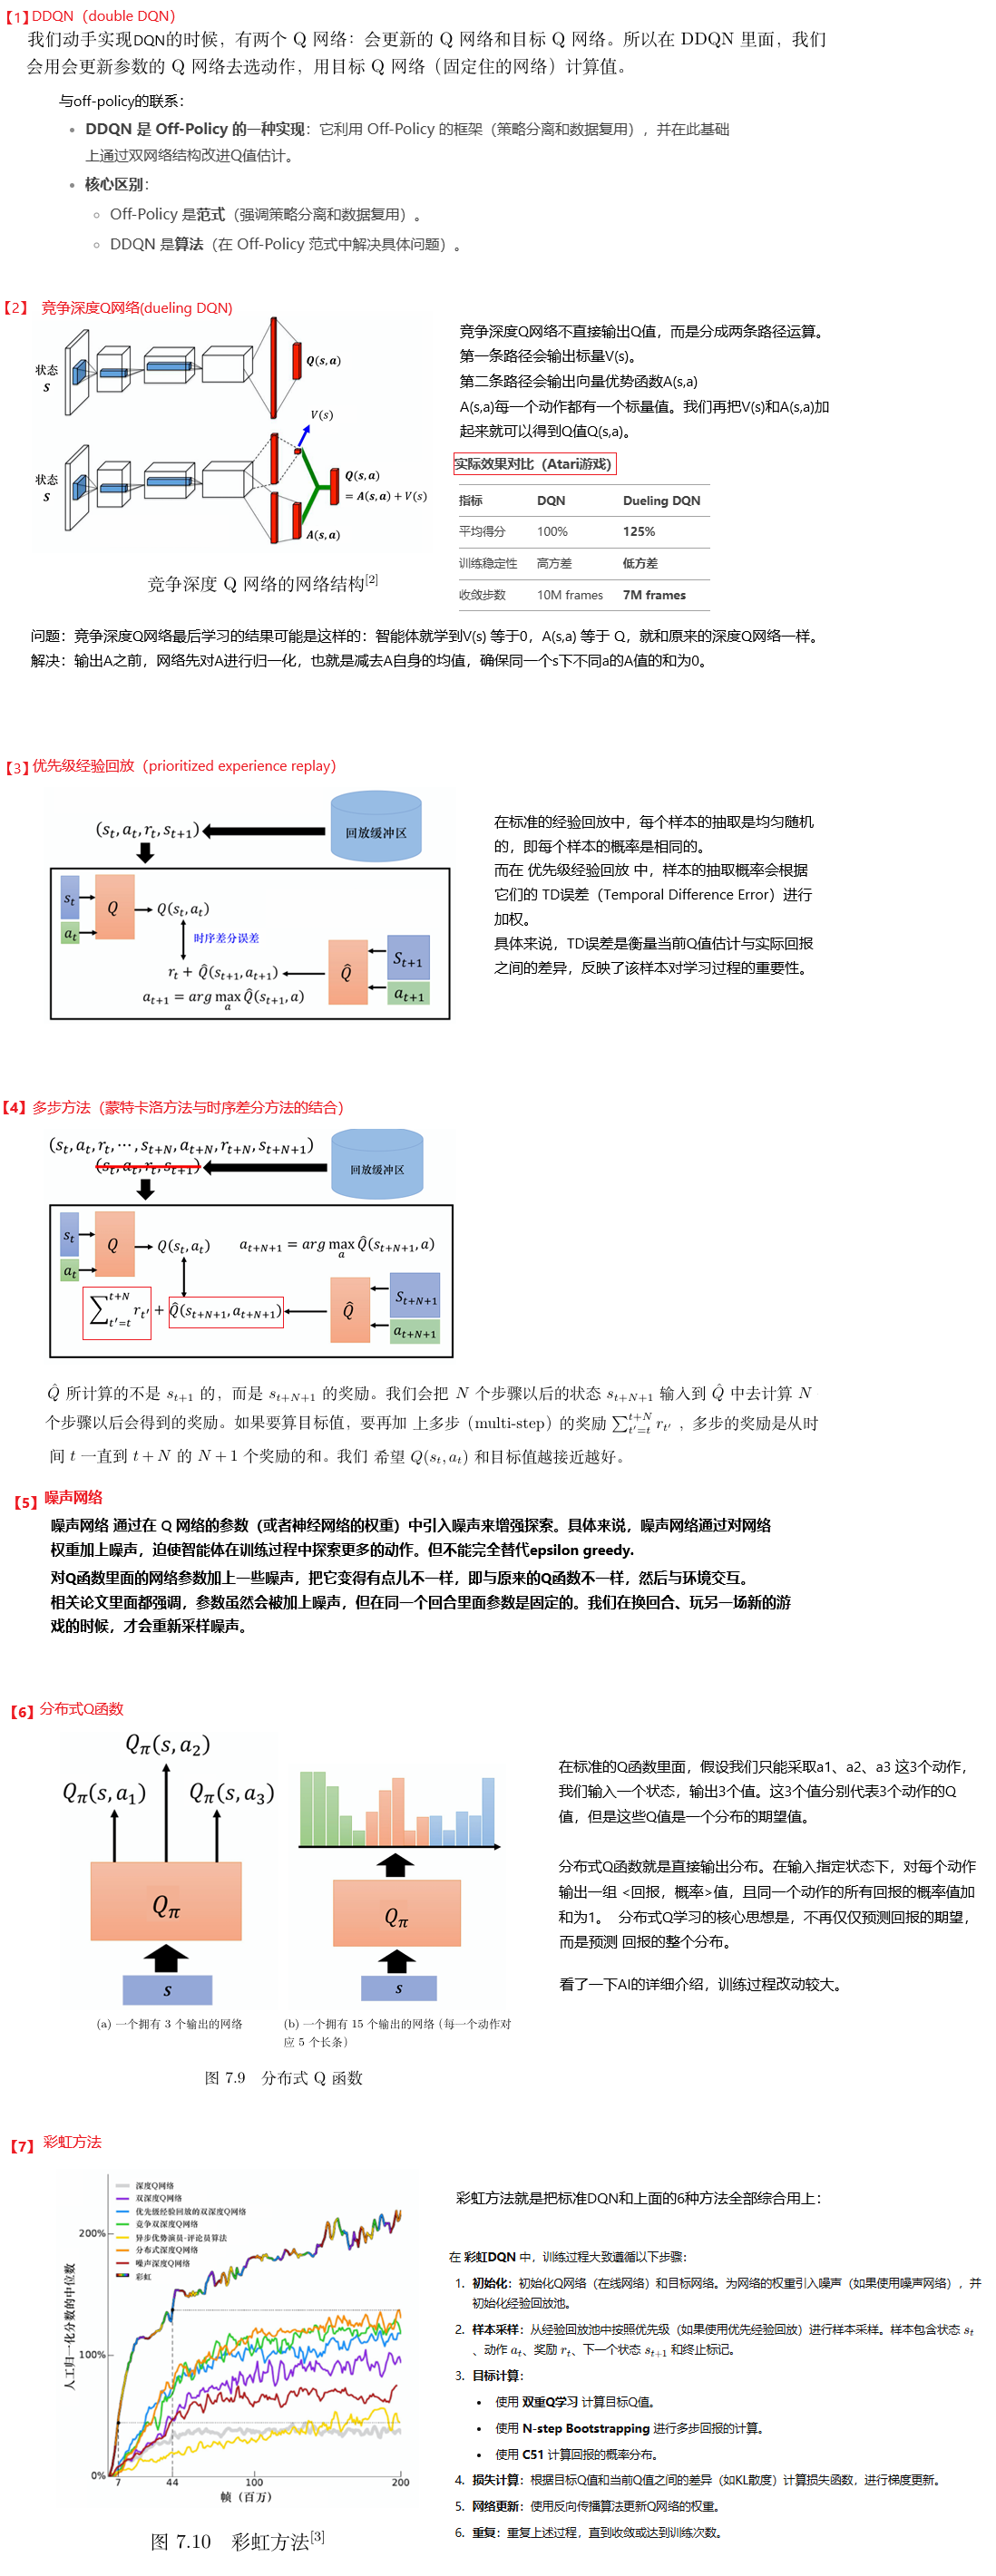 【1】DDQN（double DQN）
我们动手实现DQN的时候，有两个 Q 网络：会更新的 Q 网络和目标 Q 网络。所以在 DDQN 里面，我们
会用会更新参数的 Q 网络去选动作，用目标 Q 网络（固定住的网络）计算值。
与off-policy的联系：
• DDQN 是 Off-Policy 的一种实现：它利用 Off-Policy 的框架（策略分离和数据复用），并在此基础
上通过双网络结构改进Q值估计。
• 核心区别：
○ Off-Policy 是范式（强调策略分离和数据复用）。
○ DDQN 是算法（在 Off-Policy 范式中解决具体问题）。
【2】 竞争深度Q网络(dueling DQN)
状态
S
Q(s,a)
V(s)
状态
S
Q(s,a)
= A(s,a) + V(s)
A(s,a)
竞争深度 Q 网络的网络结构[2]
竞争深度Q网络不直接输出Q值，而是分成两条路径运算。
第一条路径会输出标量V(s)。
第二条路径会输出向量优势函数A(s,a)
A(s,a)每一个动作都有一个标量值。我们再把V(s)和A(s,a)加
起来就可以得到Q值Q(s,a)。
实际效果对比（Atari游戏）
指标 DQN Dueling DQN
平均得分 100% 125%
训练稳定性 高方差 低方差
收敛步数 10M frames 7M frames
问题：竞争深度Q网络最后学习的结果可能是这样的：智能体就学到V(s) 等于0，A(s,a) 等于 Q，就和原来的深度Q网络一样。
解决：输出A之前，网络先对A进行归一化，也就是减去A自身的均值，确保同一个s下不同a的A值的和为0。
【3】优先级经验回放（prioritized experience replay）
(s_t, a_t, r_t, s_{t+1})
回放缓冲区
s_t
a_t
Q
Q(s_t, a_t)
时序差分误差
r_t + Q̂(s_{t+1}, a_{t+1})
a_{t+1} = arg max_a Q̂(s_{t+1}, a)
Q̂
S_{t+1}
a_{t+1}
在标准的经验回放中，每个样本的抽取是均匀随机
的，即每个样本的概率是相同的。
而在 优先级经验回放 中，样本的抽取概率会根据
它们的 TD误差（Temporal Difference Error）进行
加权。
具体来说，TD误差是衡量当前Q值估计与实际回报
之间的差异，反映了该样本对学习过程的重要性。
【4】多步方法（蒙特卡洛方法与时序差分方法的结合）
(s_t, a_t, r_t, ⋯, s_{t+N}, a_{t+N}, r_{t+N}, s_{t+N+1})
(s_t, a_t, r_t, s_{t+1})
回放缓冲区
s_t
a_t
Q
Q(s_t, a_t)
a_{t+N+1} = arg max_a Q̂(s_{t+N+1}, a)
∑_{t'=t}^{t+N} r_{t'} + Q̂(s_{t+N+1}, a_{t+N+1})
Q̂
S_{t+N+1}
a_{t+N+1}
Q̂ 所计算的不是 s_{t+1} 的，而是 s_{t+N+1} 的奖励。我们会把 N 个步骤以后的状态 s_{t+N+1} 输入到 Q̂ 中去计算 N
个步骤以后会得到的奖励。如果要算目标值，要再加 上多步（multi-step）的奖励 ∑_{t'=t}^{t+N} r_{t'} ，多步的奖励是从时
间 t 一直到 t + N 的 N + 1 个奖励的和。我们 希望 Q(s_t, a_t) 和目标值越接近越好。
【5】噪声网络
噪声网络 通过在 Q 网络的参数（或者神经网络的权重）中引入噪声来增强探索。具体来说，噪声网络通过对网络
权重加上噪声，迫使智能体在训练过程中探索更多的动作。但不能完全替代epsilon greedy.
对Q函数里面的网络参数加上一些噪声，把它变得有点儿不一样，即与原来的Q函数不一样，然后与环境交互。
相关论文里面都强调，参数虽然会被加上噪声，但在同一个回合里面参数是固定的。我们在换回合、玩另一场新的游
戏的时候，才会重新采样噪声。
【6】分布式Q函数
Q_π(s, a_2)
Q_π(s, a_1) Q_π(s, a_3)
Q_π
s
Q_π
s
(a) 一个拥有 3 个输出的网络
(b) 一个拥有 15 个输出的网络（每一个动作对
应 5 个长条）
图 7.9 分布式 Q 函数
在标准的Q函数里面，假设我们只能采取a1、a2、a3 这3个动作，
我们输入一个状态，输出3个值。这3个值分别代表3个动作的Q
值，但是这些Q值是一个分布的期望值。
分布式Q函数就是直接输出分布。在输入指定状态下，对每个动作
输出一组 <回报，概率>值，且同一个动作的所有回报的概率值加
和为1。 分布式Q学习的核心思想是，不再仅仅预测回报的期望，
而是预测 回报的整个分布。
看了一下AI的详细介绍，训练过程改动较大。
【7】 彩虹方法
深度Q网络
双深度Q网络
优先级经验回放的双深度Q网络
竞争双深度Q网络
异步优势演员-评论员算法
分布式深度Q网络
噪声深度Q网络
彩虹
人工归一化分数的中位数
200%
100%
0%
7 44 100 200
帧（百万）
图 7.10 彩虹方法[3]
彩虹方法就是把标准DQN和上面的6种方法全部综合用上：
在 彩虹DQN 中，训练过程大致遵循以下步骤：
1. 初始化：初始化Q网络（在线网络）和目标网络。为网络的权重引入噪声（如果使用噪声网络），并
初始化经验回放池。
2. 样本采样：从经验回放池中按照优先级（如果使用优先经验回放）进行样本采样。样本包含状态 s_t
、动作 a_t、奖励 r_t、下一个状态 s_{t+1} 和终止标记。
3. 目标计算：
• 使用 双重Q学习 计算目标Q值。
• 使用 N-step Bootstrapping 进行多步回报的计算。
• 使用 C51 计算回报的概率分布。
4. 损失计算：根据目标Q值和当前Q值之间的差异（如KL散度）计算损失函数，进行梯度更新。
5. 网络更新：使用反向传播算法更新Q网络的权重。
6. 重复：重复上述过程，直到收敛或达到训练次数。